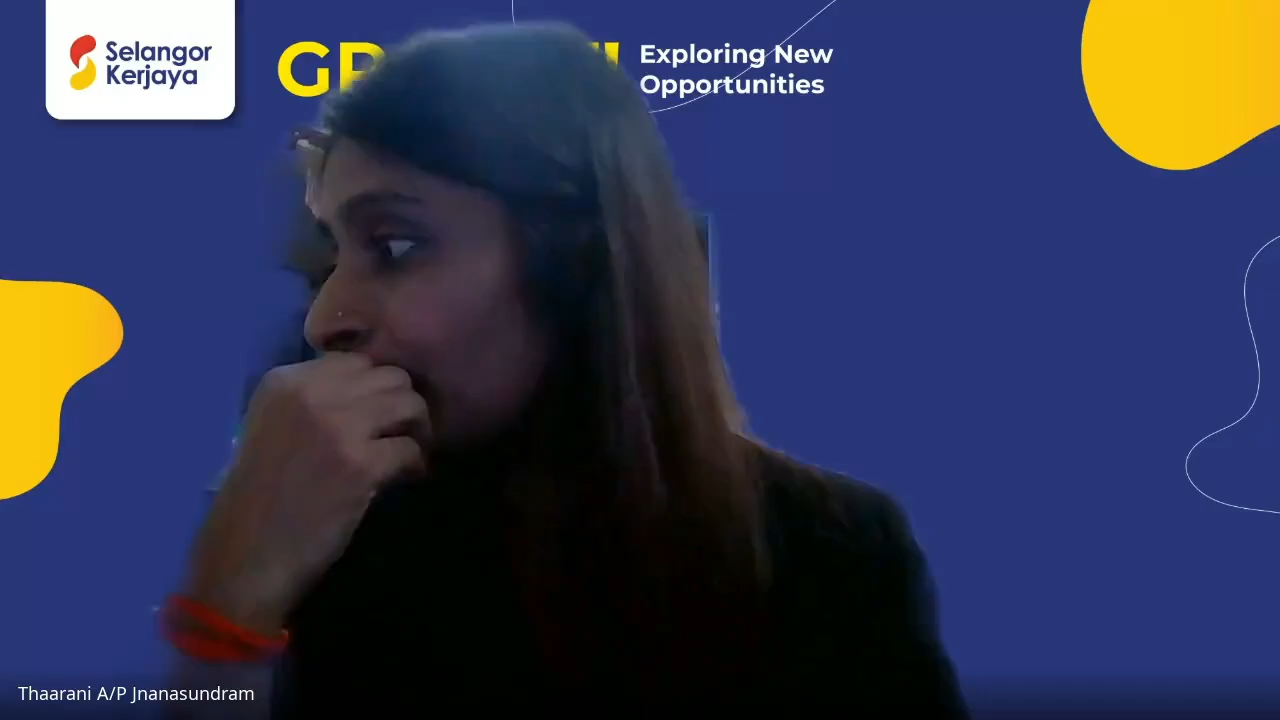 Selangor
Kerjaya
Exploring New
Opportunities
Thaarani A/P Jnanasundram